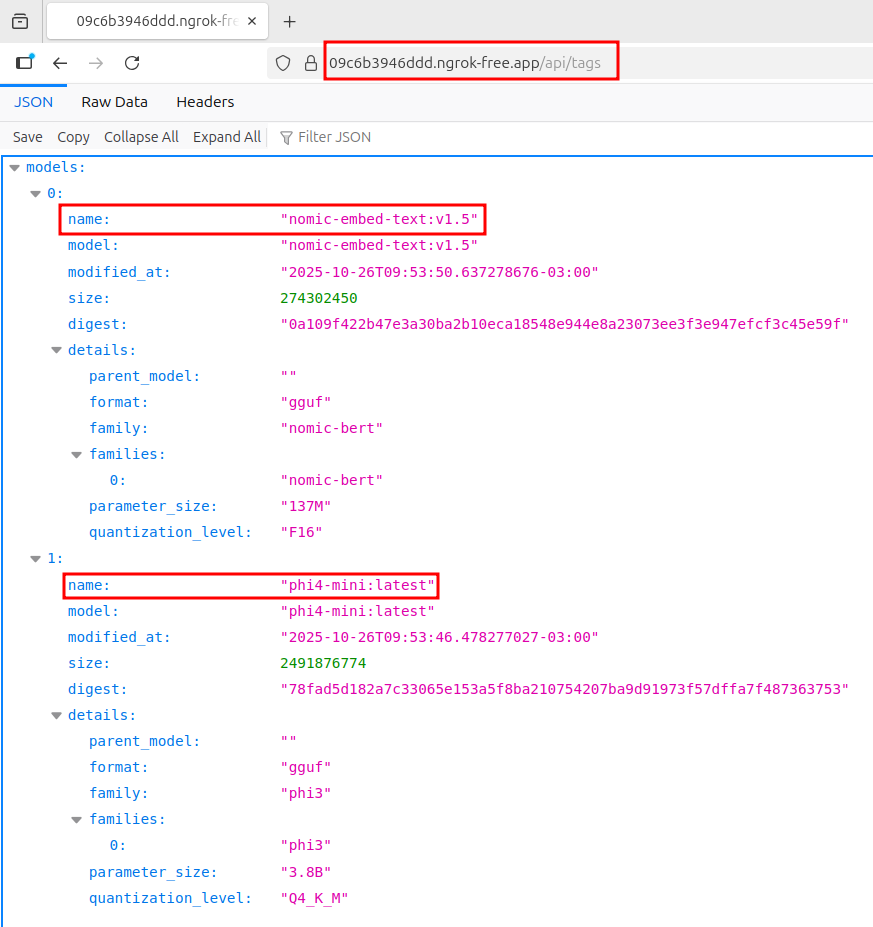 09c6b3946ddd.ngrok-fre
09c6b3946ddd.ngrok-free.app/api/tags
JSON Raw Data Headers
Save Copy Collapse All Expand All Filter JSON
models:
0:
name: "nomic-embed-text:v1.5"
model: "nomic-embed-text:v1.5"
modified_at: "2025-10-26T09:53:50.637278676-03:00"
size: 274302450
digest: "0a109f422b47e3a30ba2b10eca18548e944e8a23073ee3f3e947efcf3c45e59f"
details:
parent_model: ""
format: "gguf"
family: "nomic-bert"
families:
0: "nomic-bert"
parameter_size: "137M"
quantization_level: "F16"
1:
name: "phi4-mini:latest"
model: "phi4-mini:latest"
modified_at: "2025-10-26T09:53:46.478277027-03:00"
size: 2491876774
digest: "78fad5d182a7c33065e153a5f8ba210754207ba9d91973f57dffa7f487363753"
details:
parent_model: ""
format: "gguf"
family: "phi3"
families:
0: "phi3"
parameter_size: "3.8B"
quantization_level: "Q4_K_M"